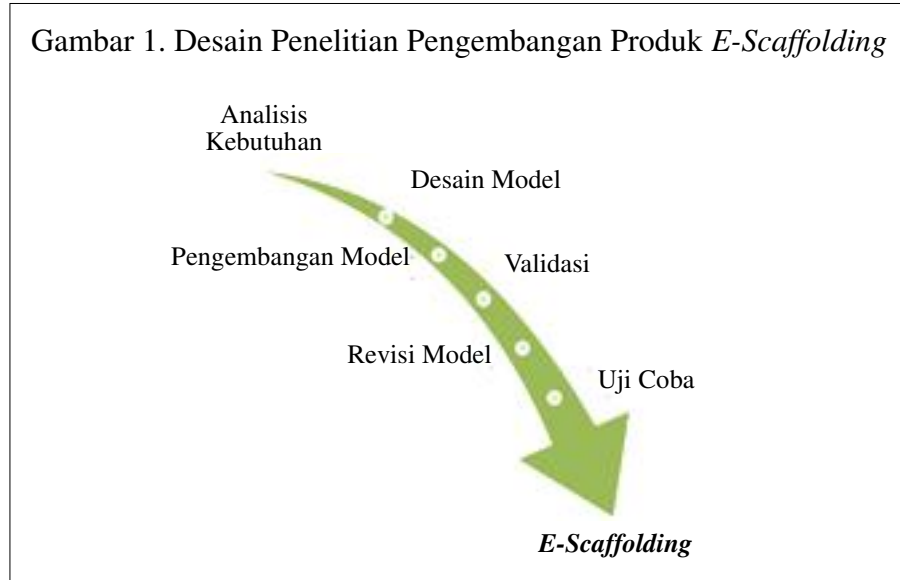 Gambar 1. Desain Penelitian Pengembangan Produk E-Scaffolding
Analisis
Kebutuhan
Desain Model
Pengembangan Model
Validasi
Revisi Model
Uji Coba
E-Scaffolding